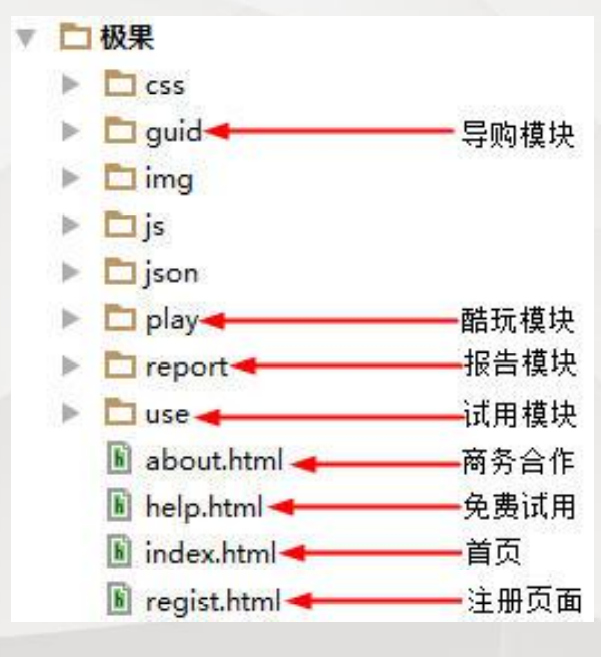 极果
css
guid 导购模块
img
js
json
play 酷玩模块
report 报告模块
use 试用模块
about.html 商务合作
help.html 免费试用
index.html 首页
regist.html 注册页面